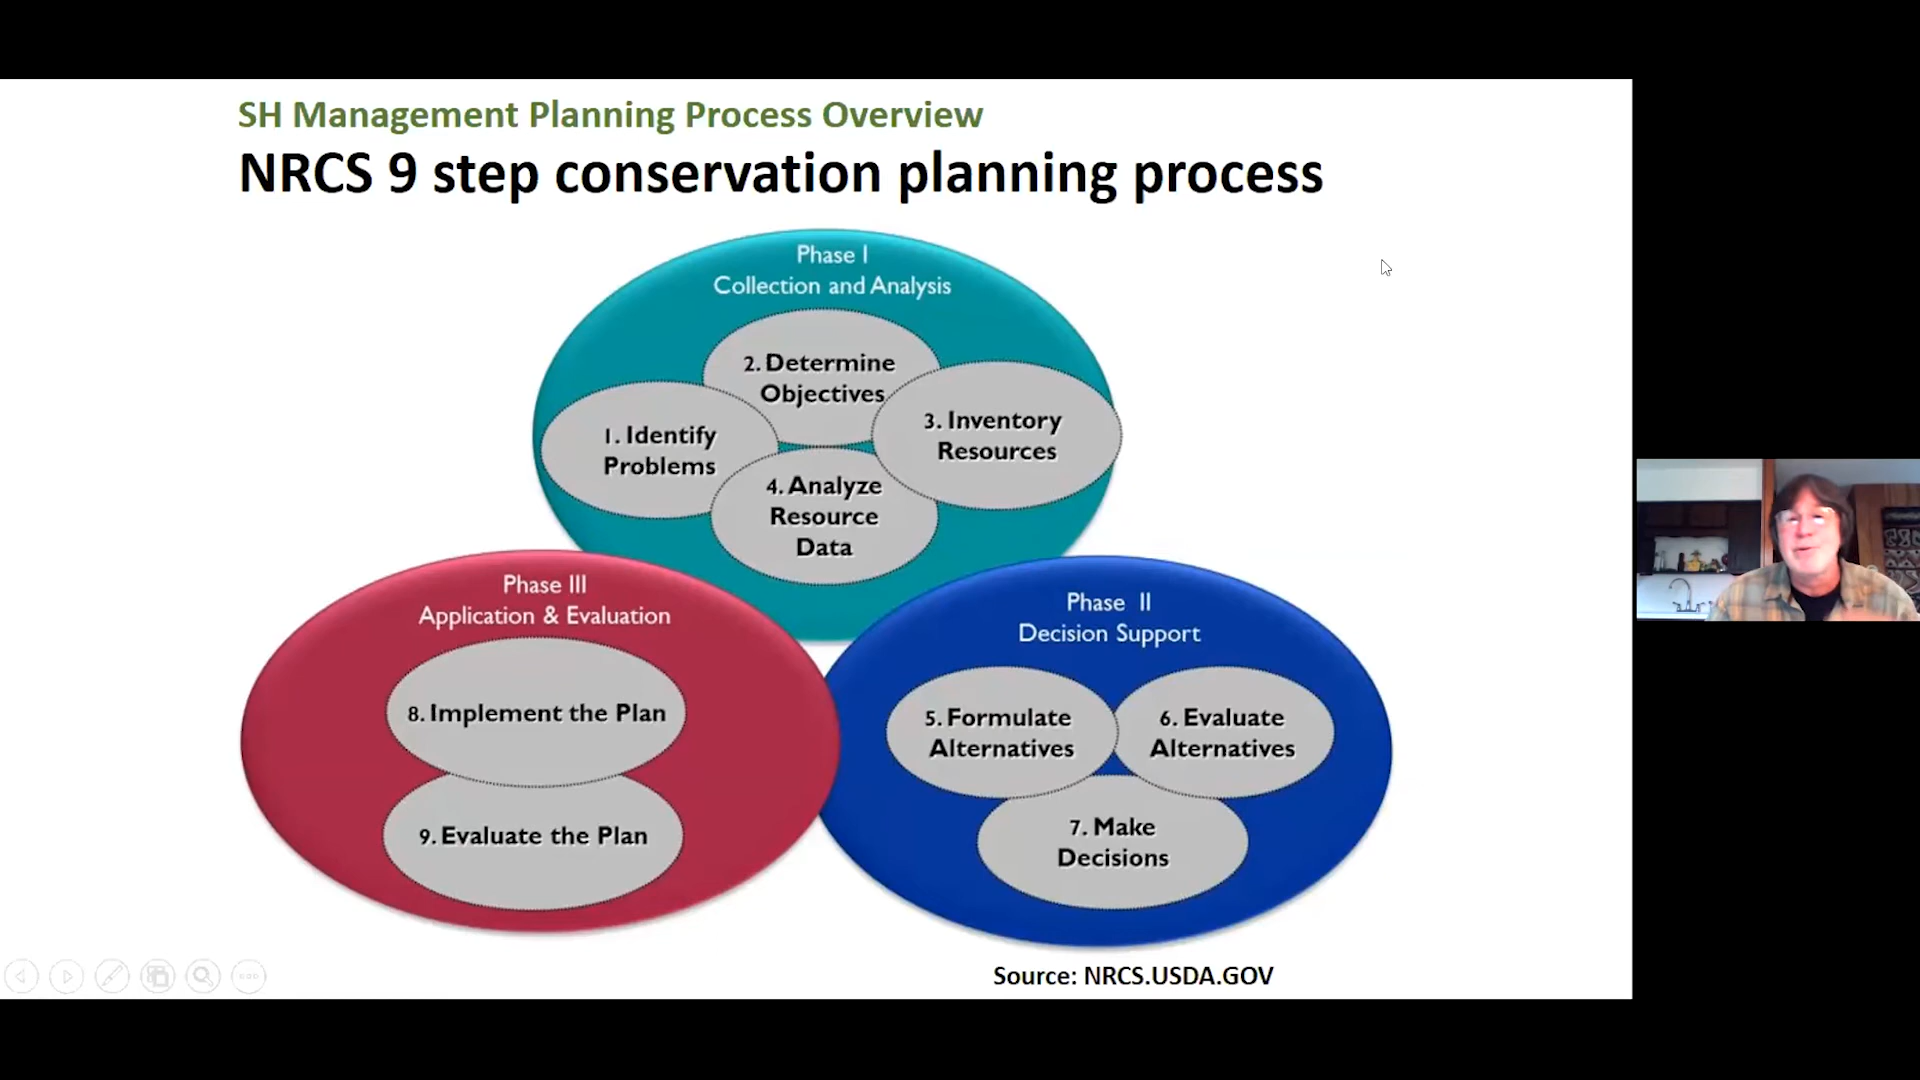 SH Management Planning Process Overview
NRCS 9 step conservation planning process
Phase I
Collection and Analysis
2. Determine
Objectives
1. Identify
Problems
3. Inventory
Resources
4. Analyze
Resource
Data
Phase III
Application & Evaluation
8. Implement the Plan
9. Evaluate the Plan
Phase II
Decision Support
5. Formulate
Alternatives
6. Evaluate
Alternatives
7. Make
Decisions
Source: NRCS.USDA.GOV